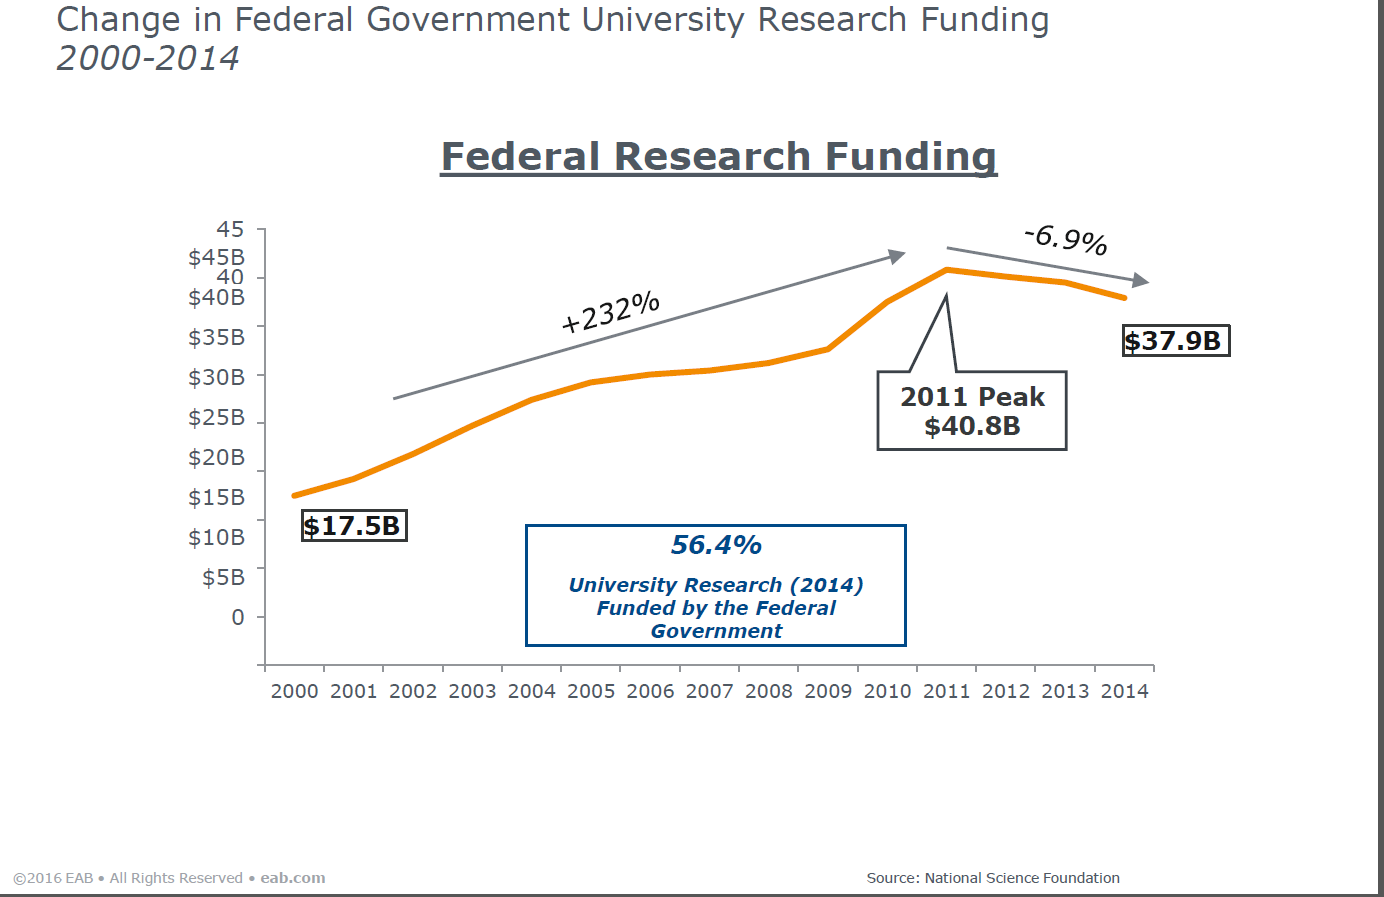 Change in Federal Government University Research Funding
2000-2014
Federal Research Funding
45
$45B
40
$40B
$35B
$30B
$25B
$20B
$15B
$10B
$5B
0
+232%
-6.9%
$37.9B
2011 Peak
$40.8B
$17.5B
56.4%
University Research (2014)
Funded by the Federal
Government
2000 2001 2002 2003 2004 2005 2006 2007 2008 2009 2010 2011 2012 2013 2014
©2016 EAB • All Rights Reserved • eab.com
Source: National Science Foundation